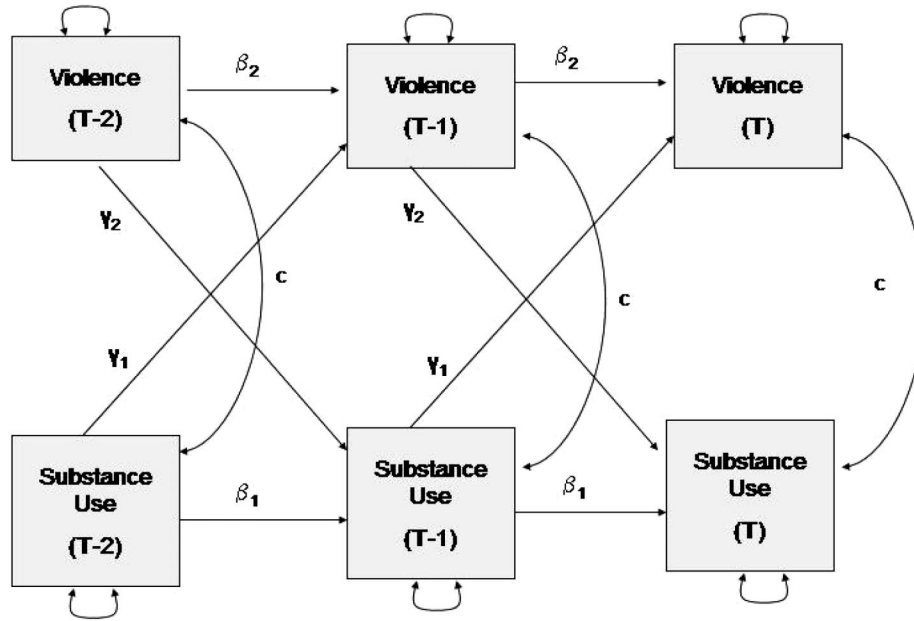 β₂
β₂
Violence
(T-2)
Violence
(T-1)
Violence
(T)
γ₂
γ₂
c
c
c
γ₁
γ₁
Substance
Use
(T-2)
Substance
Use
(T-1)
Substance
Use
(T)
β₁
β₁